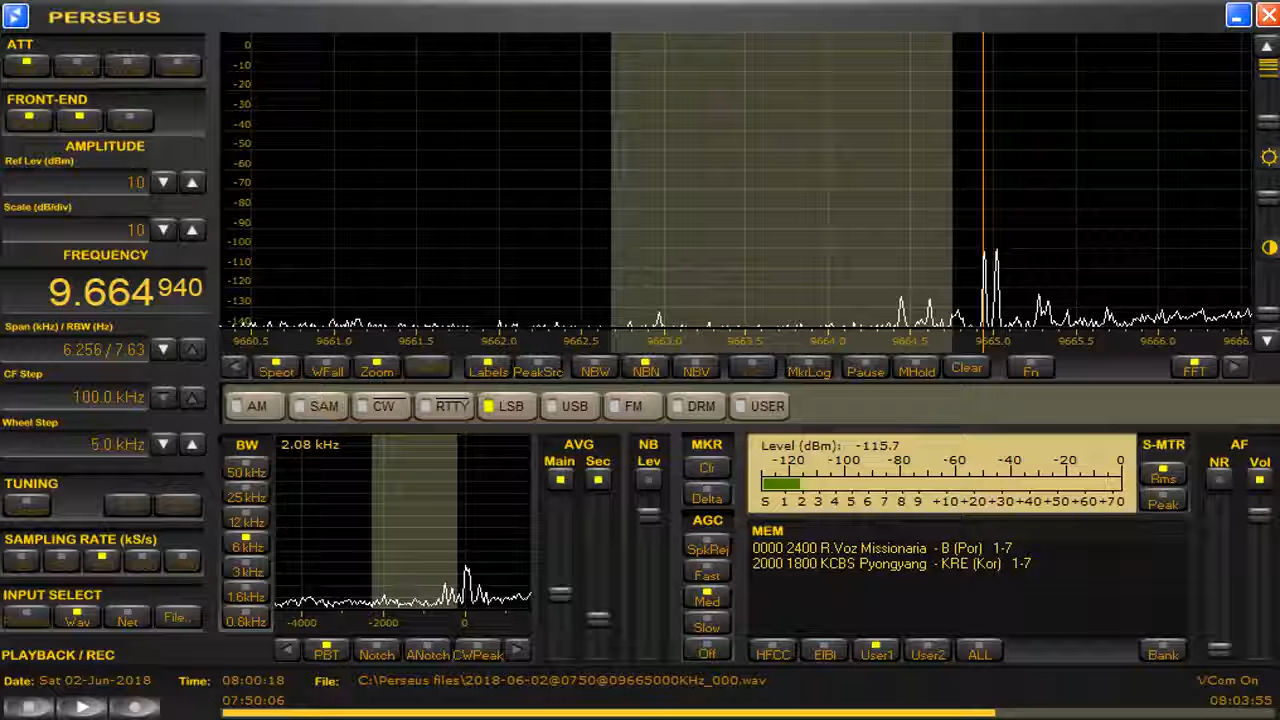 PERSEUS
ATT
FRONT-END
AMPLITUDE
Ref Lev (dBm)
10
Scale (dB/div)
10
FREQUENCY
9.664 940
Span (kHz) / RBW (Hz)
6.256 / 7.63
CF Step
100.0.kHz
Wheel Step
5.0 kHz
TUNING
SAMPLING RATE (kS/s)
INPUT SELECT
Wav Net File..
PLAYBACK / REC
0
-10
-20
-30
-40
-50
-60
-70
-80
-90
-100
-110
-120
-130
-140
9660.5 9661.0 9661.5 9662.0 9662.5 9663.0 9663.5 9664.0 9664.5 9665.0 9665.5 9666.0 9666.
Spect WFall Zoom Labels PeakSrc NBW NBN NBV MkrLog Pause MHold Clear Fn FFT
AM SAM CW RTTY LSB USB FM DRM USER
BW
50 kHz
25 kHz
12 kHz
6 kHz
3 kHz
1.6kHz
0.8kHz
2.08 kHz
-4000 -2000 0
PBT Notch ANotch CWPeak
AVG
Main Sec
NB
Lev
MKR
Clr
Delta
AGC
SpkRej
Fast
Med
Slow
Off
Level (dBm): -115.7
-120 -100 -80 -60 -40 -20 0
S 1 2 3 4 5 6 7 8 9 +10+20+30+40+50+60+70
S-MTR
Rms
Peak
AF
NR Vol
MEM
0000 2400 R.Voz Missionaria - B (Por) 1-7
2000 1800 KCBS Pyongyang - KRE (Kor) 1-7
HFCC EIBI User1 User2 ALL Bank
Date: Sat 02-Jun-2018 Time: 08:00:18 File: C:\Perseus files\2018-06-02@0750@09665000KHz_000.wav VCom On
07:50:06 08:03:55